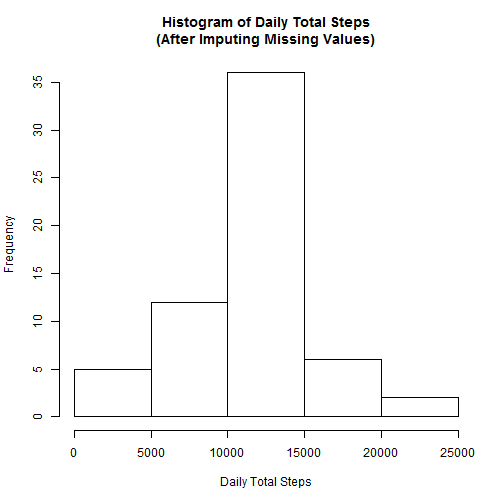 Histogram of Daily Total Steps
(After Imputing Missing Values)
Frequency
35
30
25
20
15
10
5
0
0 5000 10000 15000 20000 25000
Daily Total Steps